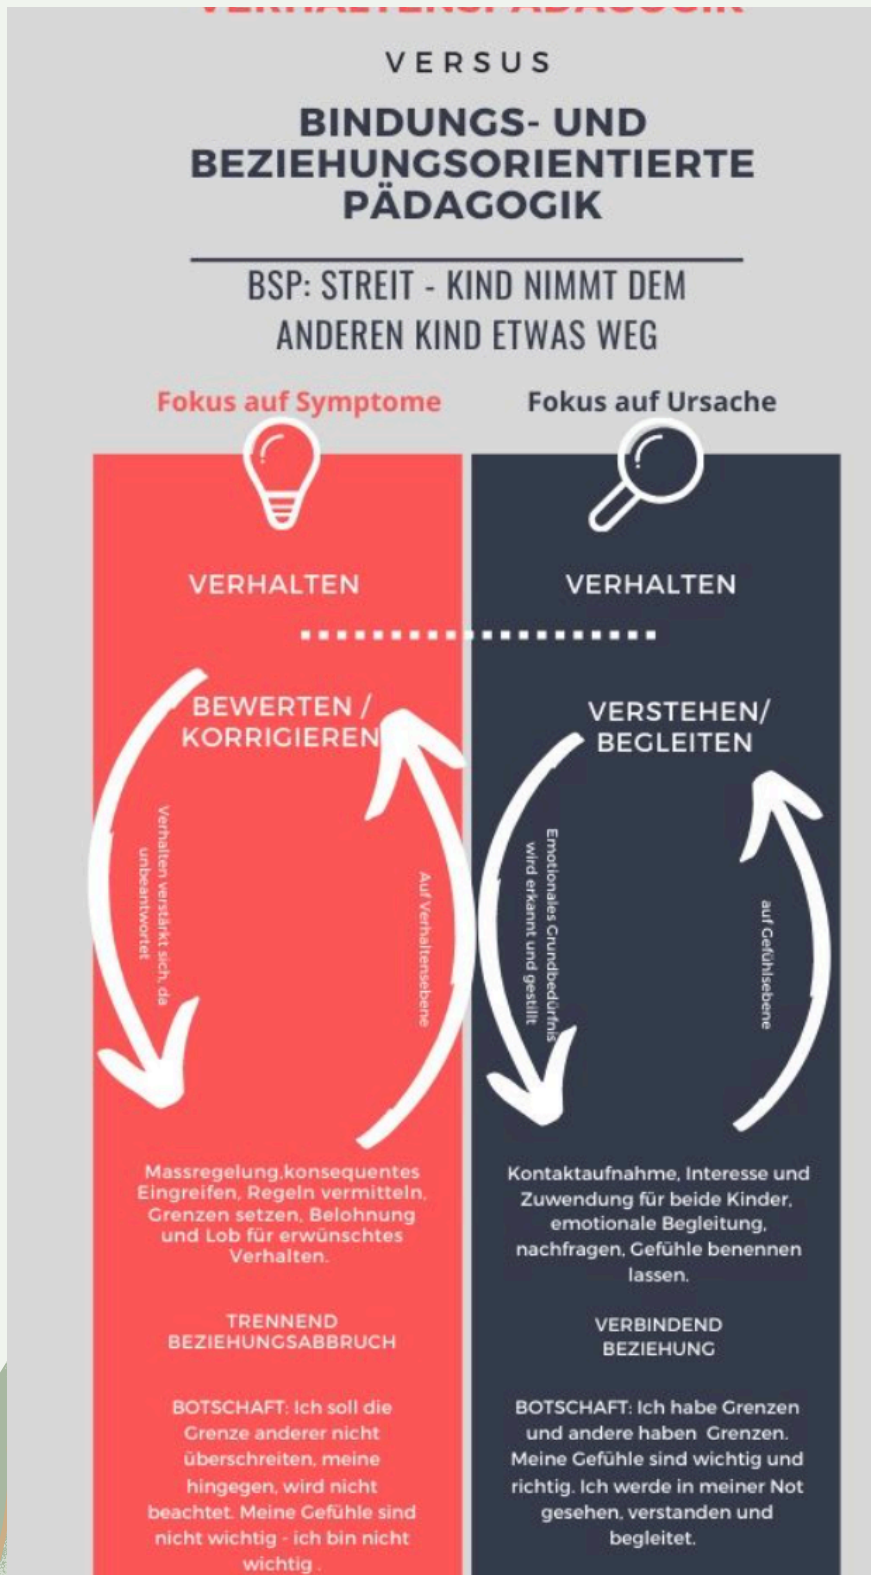 VERHALTENSPÄDAGOGIK
VERSUS
BINDUNGS- UND
BEZIEHUNGSORIENTIERTE
PÄDAGOGIK
BSP: STREIT - KIND NIMMT DEM
ANDEREN KIND ETWAS WEG
Fokus auf Symptome
VERHALTEN
BEWERTEN /
KORRIGIEREN
Verhalten verstärkt sich, da
unbeantwortet
Auf Verhaltensebene
Massregelung,konsequentes
Eingreifen, Regeln vermitteln,
Grenzen setzen, Belohnung
und Lob für erwünschtes
Verhalten.
TRENNEND
BEZIEHUNGSABBRUCH
BOTSCHAFT: Ich soll die
Grenze anderer nicht
überschreiten, meine
hingegen, wird nicht
beachtet. Meine Gefühle sind
nicht wichtig - ich bin nicht
wichtig .
Fokus auf Ursache
VERHALTEN
VERSTEHEN/
BEGLEITEN
Emotionales Grundbedürfnis
wird erkannt und gestillt
auf Gefühlsebene
Kontaktaufnahme, Interesse und
Zuwendung für beide Kinder,
emotionale Begleitung,
nachfragen, Gefühle benennen
lassen.
VERBINDEND
BEZIEHUNG
BOTSCHAFT: Ich habe Grenzen
und andere haben Grenzen.
Meine Gefühle sind wichtig und
richtig. Ich werde in meiner Not
gesehen, verstanden und
begleitet.